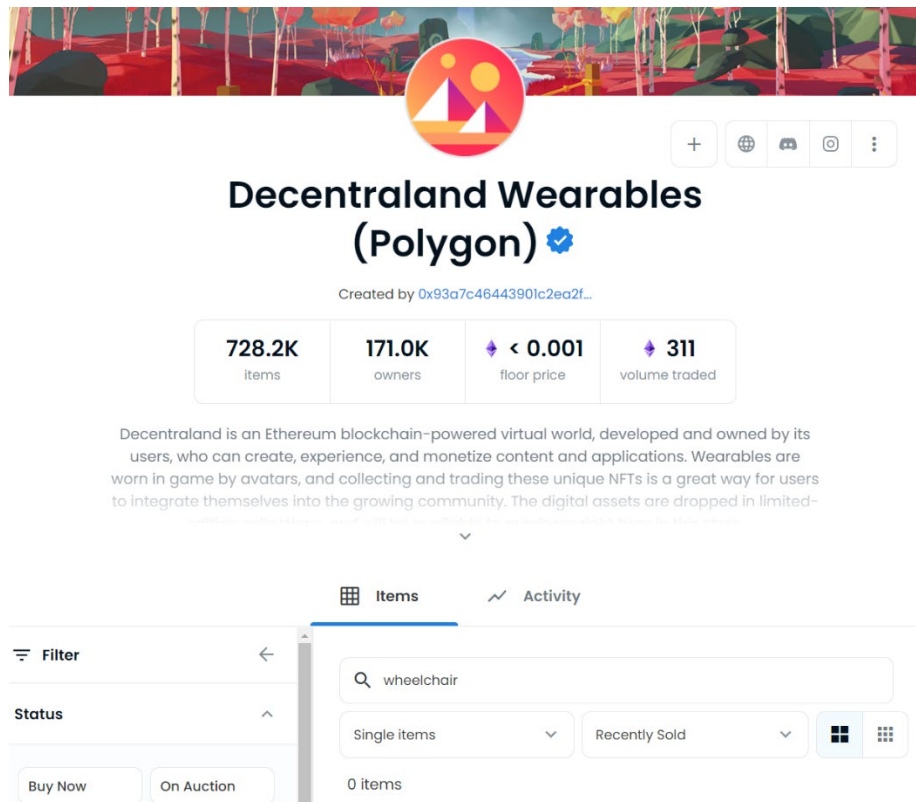 Decentraland Wearables
(Polygon)
Created by 0x93a7c46443901c2ea2f...
728.2K
items
171.0K
owners
< 0.001
floor price
311
volume traded
Decentraland is an Ethereum blockchain-powered virtual world, developed and owned by its
users, who can create, experience, and monetize content and applications. Wearables are
worn in game by avatars, and collecting and trading these unique NFTs is a great way for users
to integrate themselves into the growing community. The digital assets are dropped in limited-
Items
Activity
Filter
wheelchair
Status
Single items
Recently Sold
Buy Now
On Auction
0 items